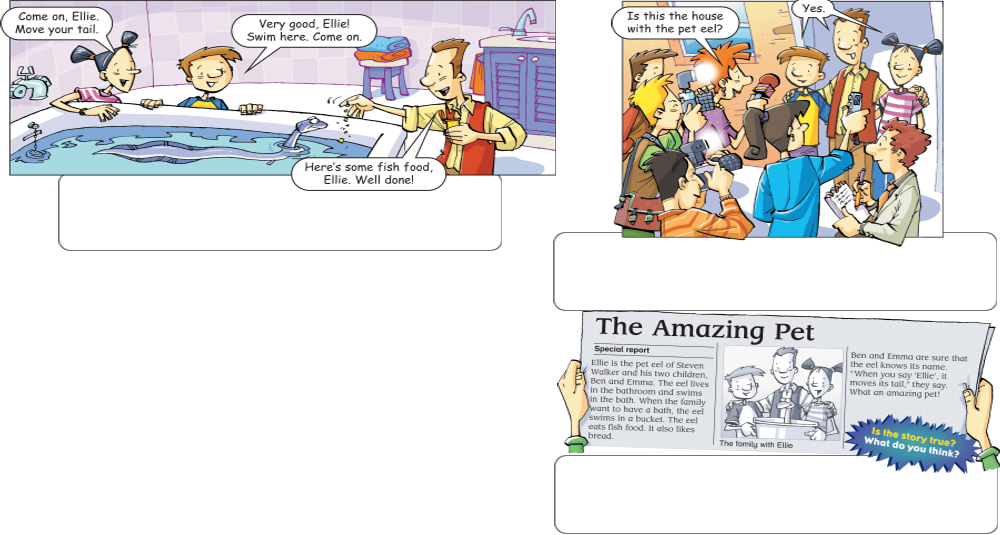 Come on, Ellie.
Move your tail.
Very good, Ellie!
Swim here. Come on.
Here's some fish food,
Ellie. Well done!
Is this the house
with the pet eel?
Yes.
The Amazing Pet
Special report
Ellie is the pet eel of Steven
Walker and his two children,
Ben and Emma. The eel lives
in the bathroom and swims
in the bath. When the family
want to have a bath, the eel
swims in a bucket. The eel
eats fish food. It also likes
bread.
The family with Ellie
Ben and Emma are sure that
the eel knows its name.
"When you say 'Ellie', it
moves its tail," they say.
What an amazing pet!
Is the story true?
What do you think?